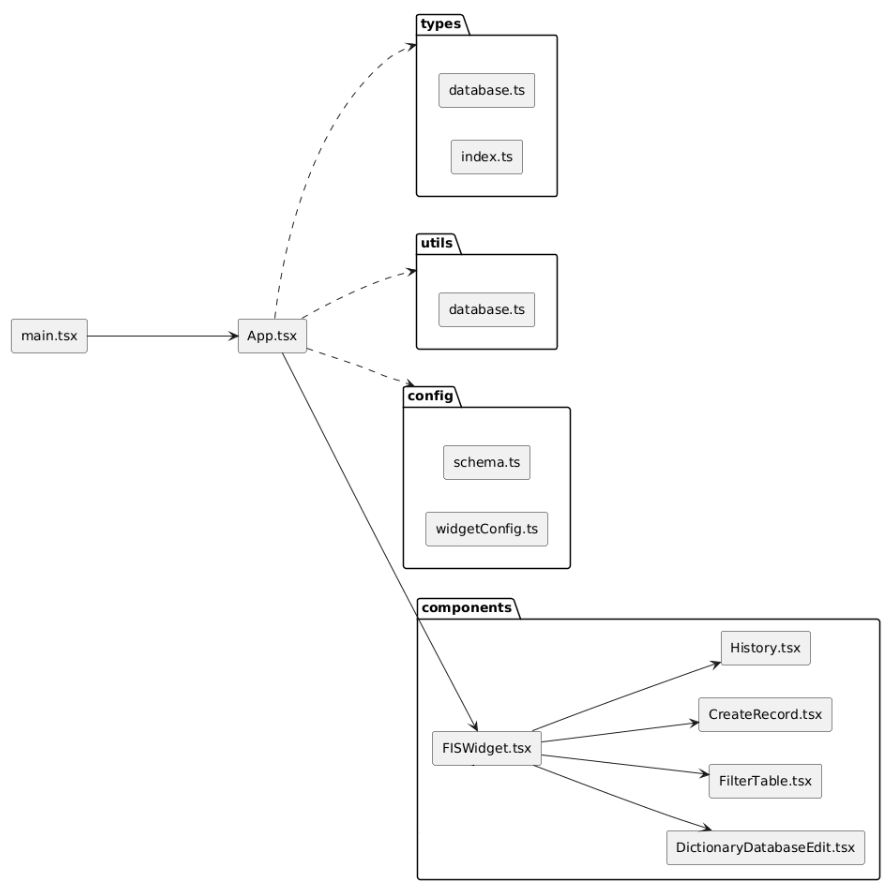 types
database.ts
index.ts
utils
database.ts
main.tsx
App.tsx
config
schema.ts
widgetConfig.ts
components
History.tsx
CreateRecord.tsx
FISWidget.tsx
FilterTable.tsx
DictionaryDatabaseEdit.tsx